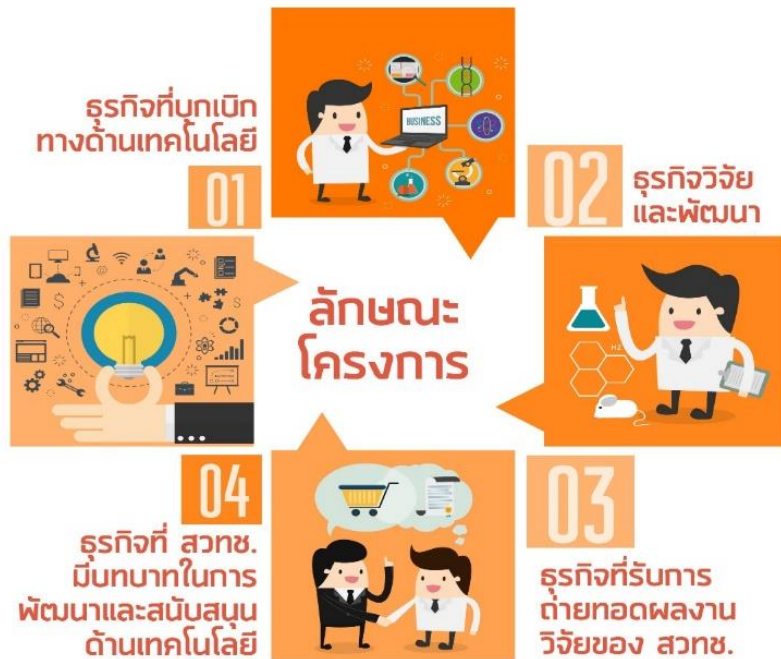 ธุรกิจที่บุกเบิก
ทางด้านเทคโนโลยี
01
BUSINESS
02
ธุรกิจวิจัย
และพัฒนา
ลักษณะ
โครงการ
H2
03
ธุรกิจที่รับการ
ถ่ายทอดผลงาน
วิจัยของ สวทช.
04
ธุรกิจที่ สวทช.
มีบทบาทในการ
พัฒนาและสนับสนุน
ด้านเทคโนโลยี